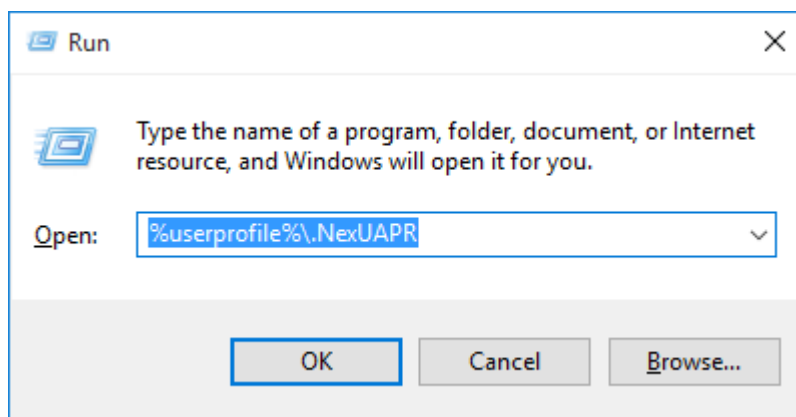 Run
Type the name of a program, folder, document, or Internet
resource, and Windows will open it for you.
Open: %userprofile%\.NexUAPR
OK Cancel Browse...